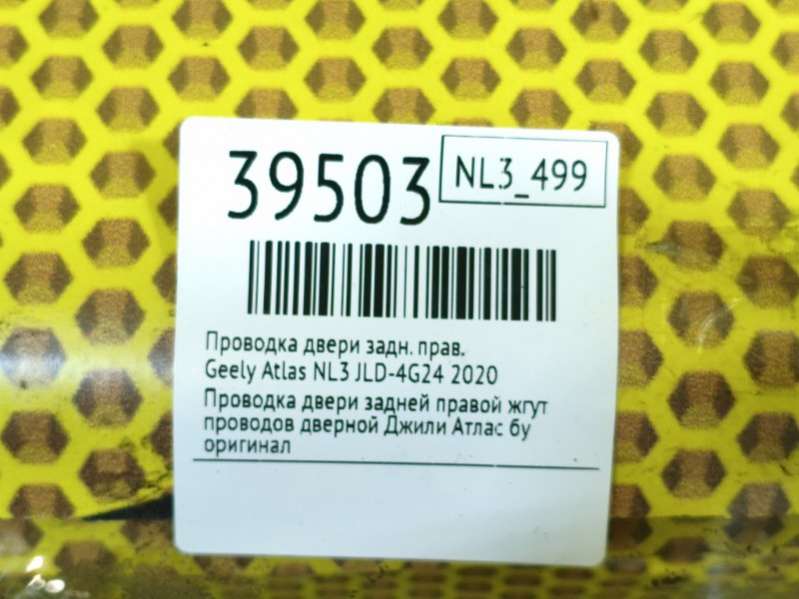 39503
NL3_499
Проводка двери задн. прав.
Geely Atlas NL3 JLD-4G24 2020
Проводка двери задней правой жгут
проводов дверной Джили Атлас бу
оригинал